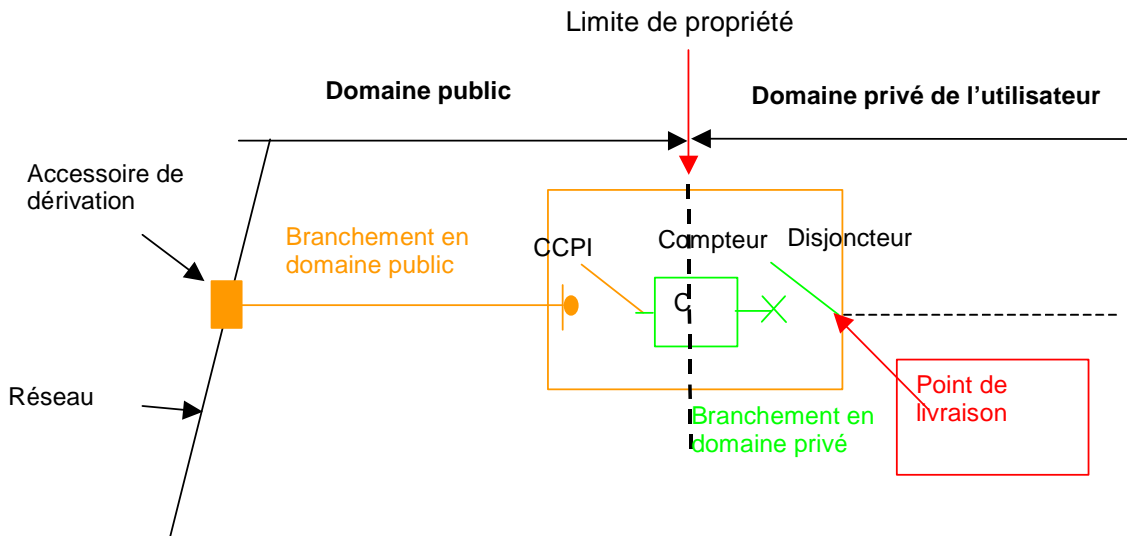 Limite de propriété
Domaine public
Domaine privé de l’utilisateur
Accessoire de
dérivation
Branchement en
domaine public
CCPI
Compteur
Disjoncteur
C
Réseau
Point de
livraison
Branchement en
domaine privé